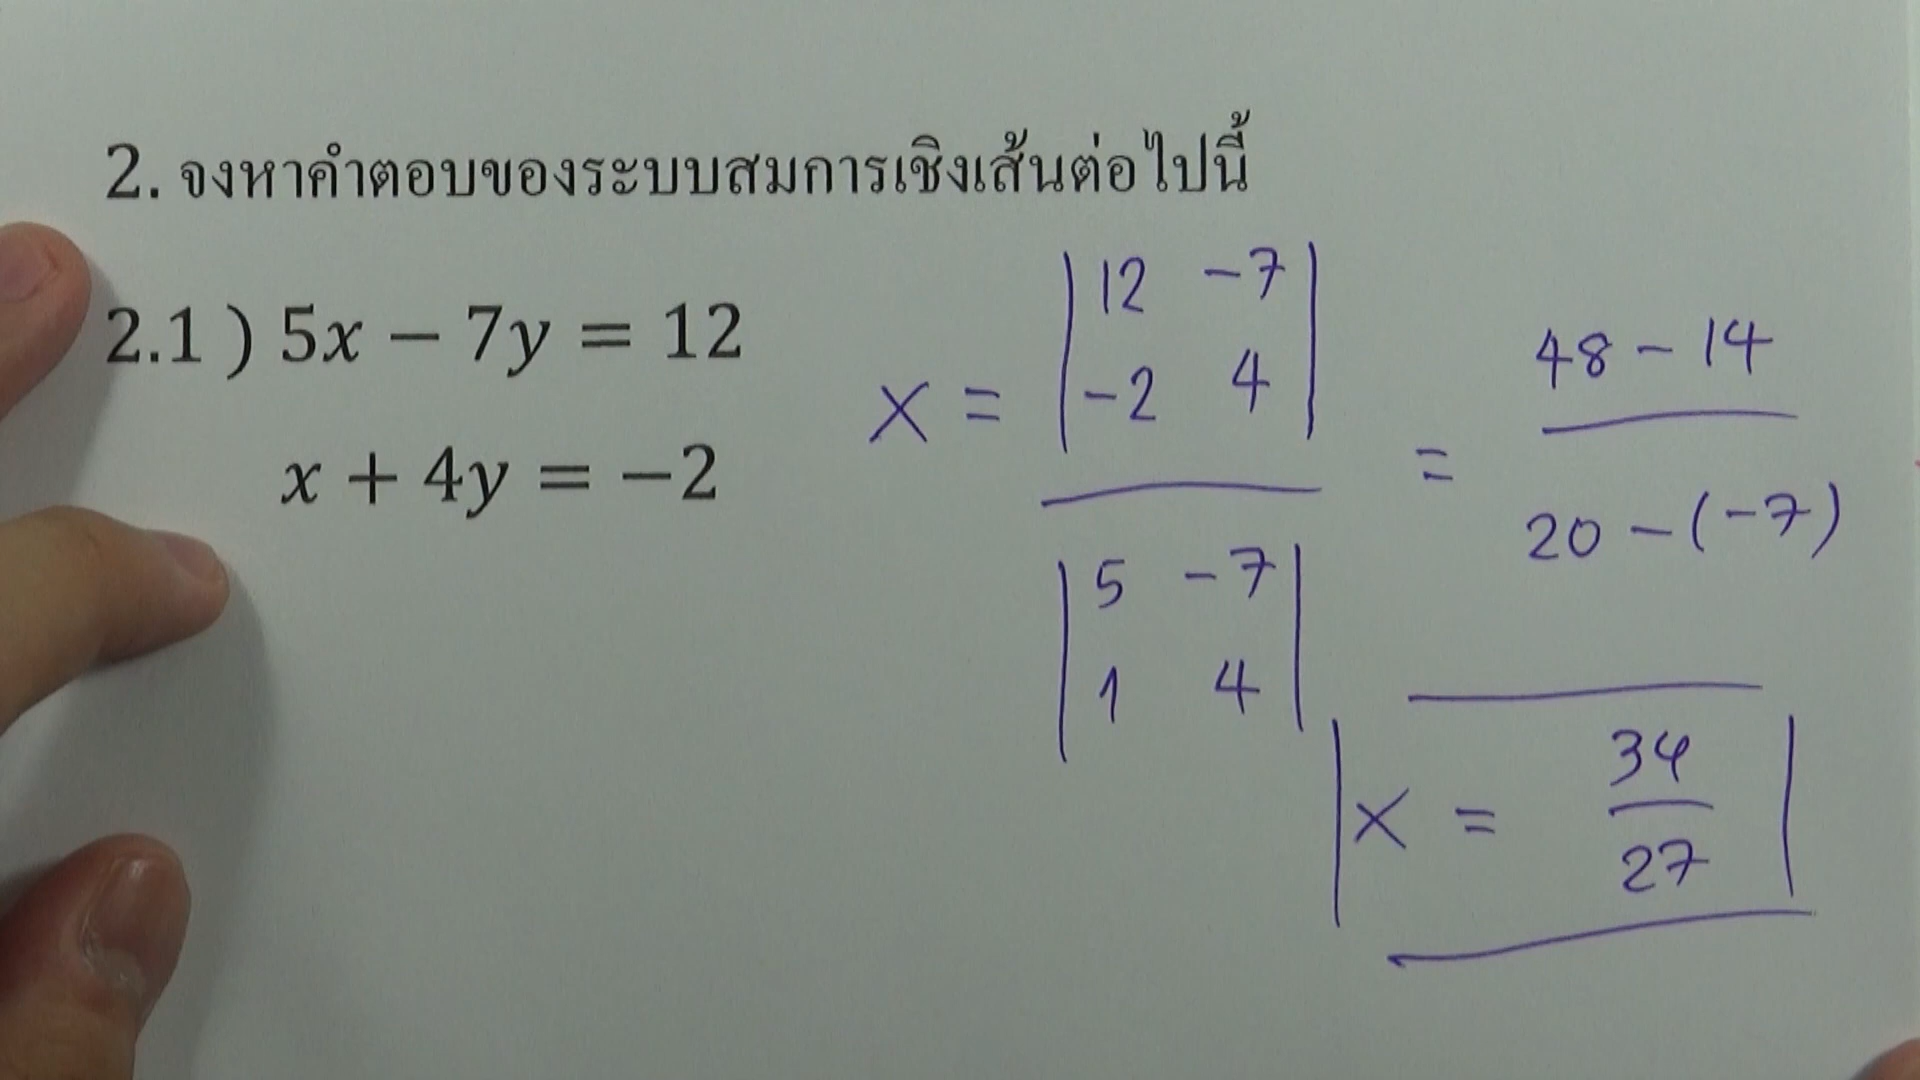 2. จงหาคำตอบของระบบสมการเชิงเส้นต่อไปนี้
2.1 ) 5x − 7y = 12
x + 4y = −2
x = | 12 -7 |
| -2 4 |
| 5 -7 |
| 1 4 |
= 48 - 14
20 - (-7)
x = 34
27